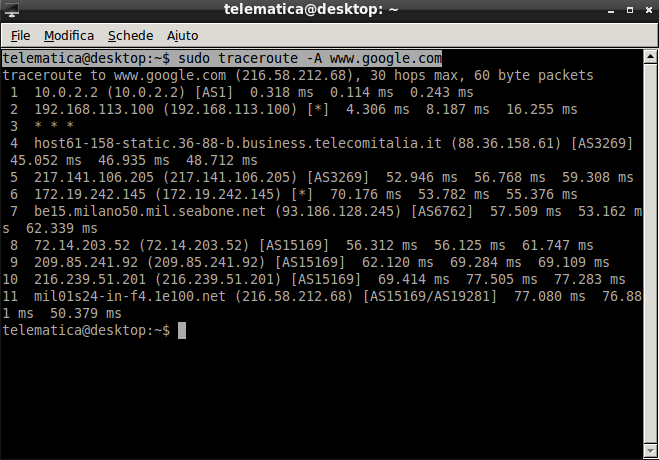 telematica@desktop: ~
File Modifica Schede Aiuto
telematica@desktop:~$ sudo traceroute -A www.google.com
traceroute to www.google.com (216.58.212.68), 30 hops max, 60 byte packets
 1  10.0.2.2 (10.0.2.2) [AS1]  0.318 ms  0.114 ms  0.243 ms
 2  192.168.113.100 (192.168.113.100) [*]  4.306 ms  8.187 ms  16.255 ms
 3  * * *
 4  host61-158-static.36-88-b.business.telecomitalia.it (88.36.158.61) [AS3269]
45.052 ms  46.935 ms  48.712 ms
 5  217.141.106.205 (217.141.106.205) [AS3269]  52.946 ms  56.768 ms  59.308 ms
 6  172.19.242.145 (172.19.242.145) [*]  70.176 ms  53.782 ms  55.376 ms
 7  be15.milano50.mil.seabone.net (93.186.128.245) [AS6762]  57.509 ms  53.162 m
s  62.339 ms
 8  72.14.203.52 (72.14.203.52) [AS15169]  56.312 ms  56.125 ms  61.747 ms
 9  209.85.241.92 (209.85.241.92) [AS15169]  62.120 ms  69.284 ms  69.109 ms
10  216.239.51.201 (216.239.51.201) [AS15169]  69.414 ms  77.505 ms  77.283 ms
11  mil01s24-in-f4.1e100.net (216.58.212.68) [AS15169/AS19281]  77.080 ms  76.88
1 ms  50.379 ms
telematica@desktop:~$